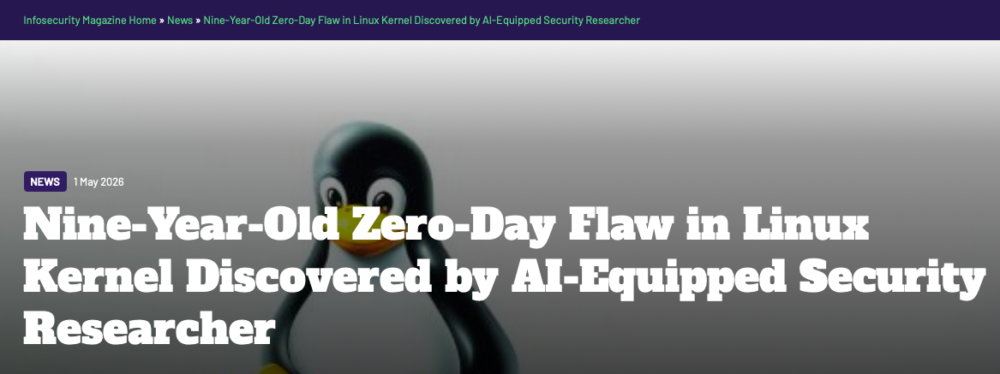 Infosecurity Magazine Home » News » Nine-Year-Old Zero-Day Flaw in Linux Kernel Discovered by AI-Equipped Security Researcher
NEWS 1 May 2026
Nine-Year-Old Zero-Day Flaw in Linux
Kernel Discovered by AI-Equipped Security
Researcher